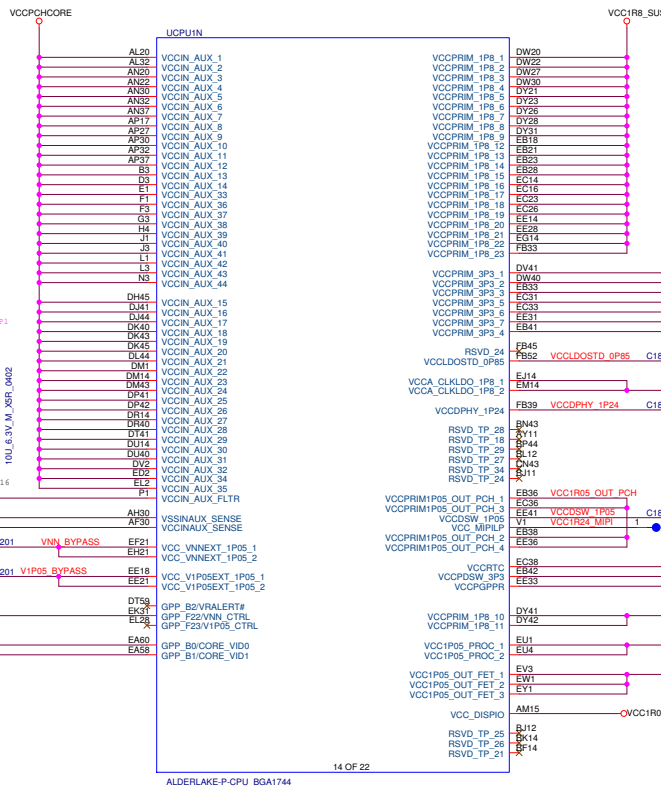 VCCPCHCORE
VCC1R8_SUS
UCPU1N
AL20 VCCIN_AUX_1
AL32 VCCIN_AUX_2
AN20 VCCIN_AUX_3
AN22 VCCIN_AUX_4
AN30 VCCIN_AUX_5
AN32 VCCIN_AUX_6
AN37 VCCIN_AUX_7
AP17 VCCIN_AUX_8
AP27 VCCIN_AUX_9
AP30 VCCIN_AUX_10
AP32 VCCIN_AUX_11
AP37 VCCIN_AUX_12
B3 VCCIN_AUX_13
D3 VCCIN_AUX_14
E1 VCCIN_AUX_33
F1 VCCIN_AUX_36
F3 VCCIN_AUX_37
G3 VCCIN_AUX_38
H4 VCCIN_AUX_39
J1 VCCIN_AUX_40
J3 VCCIN_AUX_41
L1 VCCIN_AUX_42
L3 VCCIN_AUX_43
N3 VCCIN_AUX_44
DH45 VCCIN_AUX_15
DJ41 VCCIN_AUX_16
DJ44 VCCIN_AUX_17
DK40 VCCIN_AUX_18
DK43 VCCIN_AUX_19
DK45 VCCIN_AUX_20
DL44 VCCIN_AUX_21
DM1 VCCIN_AUX_22
DM14 VCCIN_AUX_23
DM43 VCCIN_AUX_24
DP41 VCCIN_AUX_25
DP42 VCCIN_AUX_26
DR14 VCCIN_AUX_27
DR40 VCCIN_AUX_28
DT41 VCCIN_AUX_29
DU14 VCCIN_AUX_30
DU40 VCCIN_AUX_31
DV2 VCCIN_AUX_32
ED2 VCCIN_AUX_34
EL2 VCCIN_AUX_35
P1 VCCIN_AUX_FLTR
AH30 VSSINAUX_SENSE
AF30 VCCINAUX_SENSE
201 VNN_BYPASS EF21 VCC_VNNEXT_1P05_1
EH21 VCC_VNNEXT_1P05_2
201 V1P05_BYPASS EE18 VCC_V1P05EXT_1P05_1
EE21 VCC_V1P05EXT_1P05_2
DT59 GPP_B2/VRALERT#
EK31 GPP_F22/VNN_CTRL
EL28 GPP_F23/V1P05_CTRL
EA60 GPP_B0/CORE_VID0
EA58 GPP_B1/CORE_VID1
P1
10U_6.3V_M_X5R_0402
16
VCCPRIM_1P8_1 DW20
VCCPRIM_1P8_2 DW22
VCCPRIM_1P8_3 DW27
VCCPRIM_1P8_4 DW30
VCCPRIM_1P8_5 DY21
VCCPRIM_1P8_6 DY23
VCCPRIM_1P8_7 DY26
VCCPRIM_1P8_8 DY28
VCCPRIM_1P8_9 DY31
VCCPRIM_1P8_12 EB18
VCCPRIM_1P8_13 EB21
VCCPRIM_1P8_14 EB23
VCCPRIM_1P8_15 EB28
VCCPRIM_1P8_16 EC14
VCCPRIM_1P8_17 EC16
VCCPRIM_1P8_18 EC23
VCCPRIM_1P8_19 EC26
VCCPRIM_1P8_20 EE14
VCCPRIM_1P8_21 EE28
VCCPRIM_1P8_22 EG14
VCCPRIM_1P8_23 FB33
VCCPRIM_3P3_1 DV41
VCCPRIM_3P3_2 DW40
VCCPRIM_3P3_3 EB33
VCCPRIM_3P3_5 EC31
VCCPRIM_3P3_6 EC33
VCCPRIM_3P3_7 EE31
VCCPRIM_3P3_4 EB41
RSVD_24 FB45
VCCLDOSTD_0P85 FB52 VCCLDOSTD_0P85 C18
VCCA_CLKLDO_1P8_1 EJ14
VCCA_CLKLDO_1P8_2 EM14
VCCDPHY_1P24 FB39 VCCDPHY_1P24 C18
RSVD_TP_28 BN43
RSVD_TP_18 AY11
RSVD_TP_29 BP44
RSVD_TP_27 BL12
RSVD_TP_34 CN43
RSVD_TP_24 BJ11
VCCPRIM1P05_OUT_PCH_1 EB36 VCC1R05_OUT_PCH
VCCPRIM1P05_OUT_PCH_3 EC36
VCCDSW_1P05 EE41 VCCDSW_1P05 C18
VCC_MIPILP V1 VCC1R24_MIPI 1
VCCPRIM1P05_OUT_PCH_2 EB38
VCCPRIM1P05_OUT_PCH_4 EE36
VCCRTC EC38
VCCPDSW_3P3 EB42
VCCPGPPR EE33
VCCPRIM_1P8_10 DY41
VCCPRIM_1P8_11 DY42
VCC1P05_PROC_1 EU1
VCC1P05_PROC_2 EU4
VCC1P05_OUT_FET_1 EV3
VCC1P05_OUT_FET_2 EW1
VCC1P05_OUT_FET_3 EY1
VCC_DISPIO AM15 VCC1R0
RSVD_TP_25 BJ12
RSVD_TP_26 BK14
RSVD_TP_21 BF14
14 OF 22
ALDERLAKE-P-CPU_BGA1744